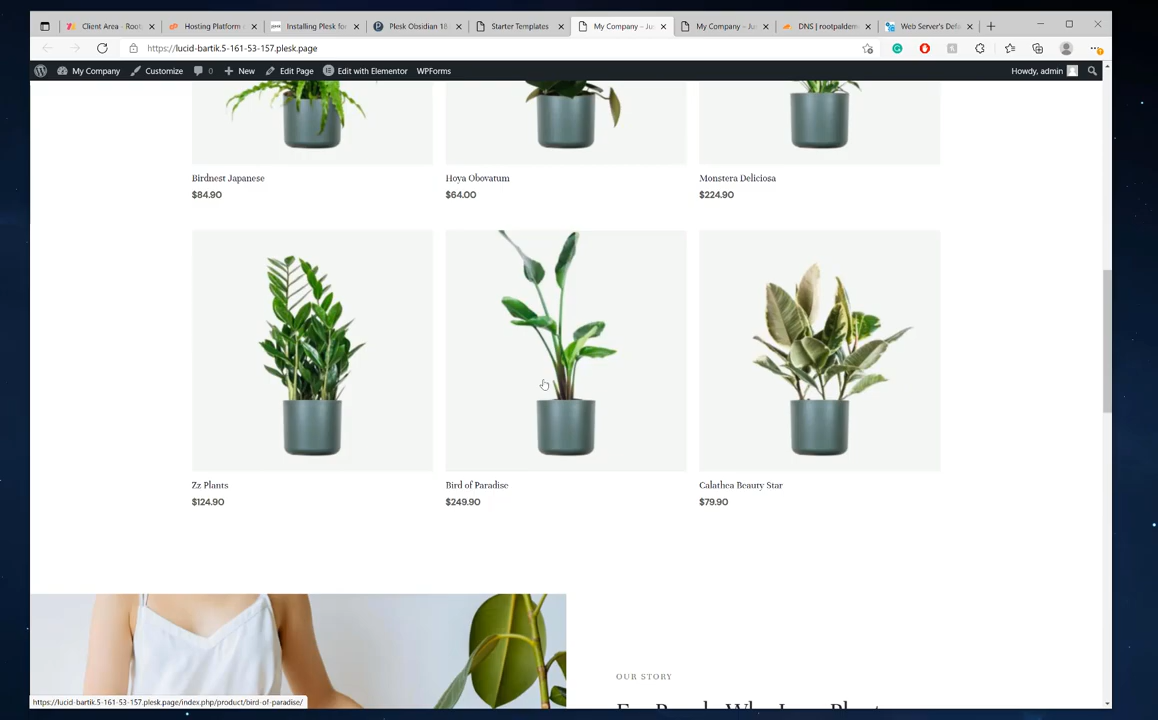 Client Area - Root
Hosting Platform
Installing Plesk fo
Plesk Obsidian 18
Starter Templates
My Company – Jus
My Company – Jus
DNS | rootpaldem
Web Server's Defa
https://lucid-bartik.5-161-53-157.plesk.page
My Company
Customize
0
New
Edit Page
Edit with Elementor
WPForms
Howdy, admin
Birdnest Japanese
Hoya Obovatum
Monstera Deliciosa
$84.90
$64.00
$224.90
Zz Plants
Bird of Paradise
Calathea Beauty Star
$124.90
$249.90
$79.90
OUR STORY
https://lucid-bartik.5-161-53-157.plesk.page/index.php/product/bird-of-paradise/